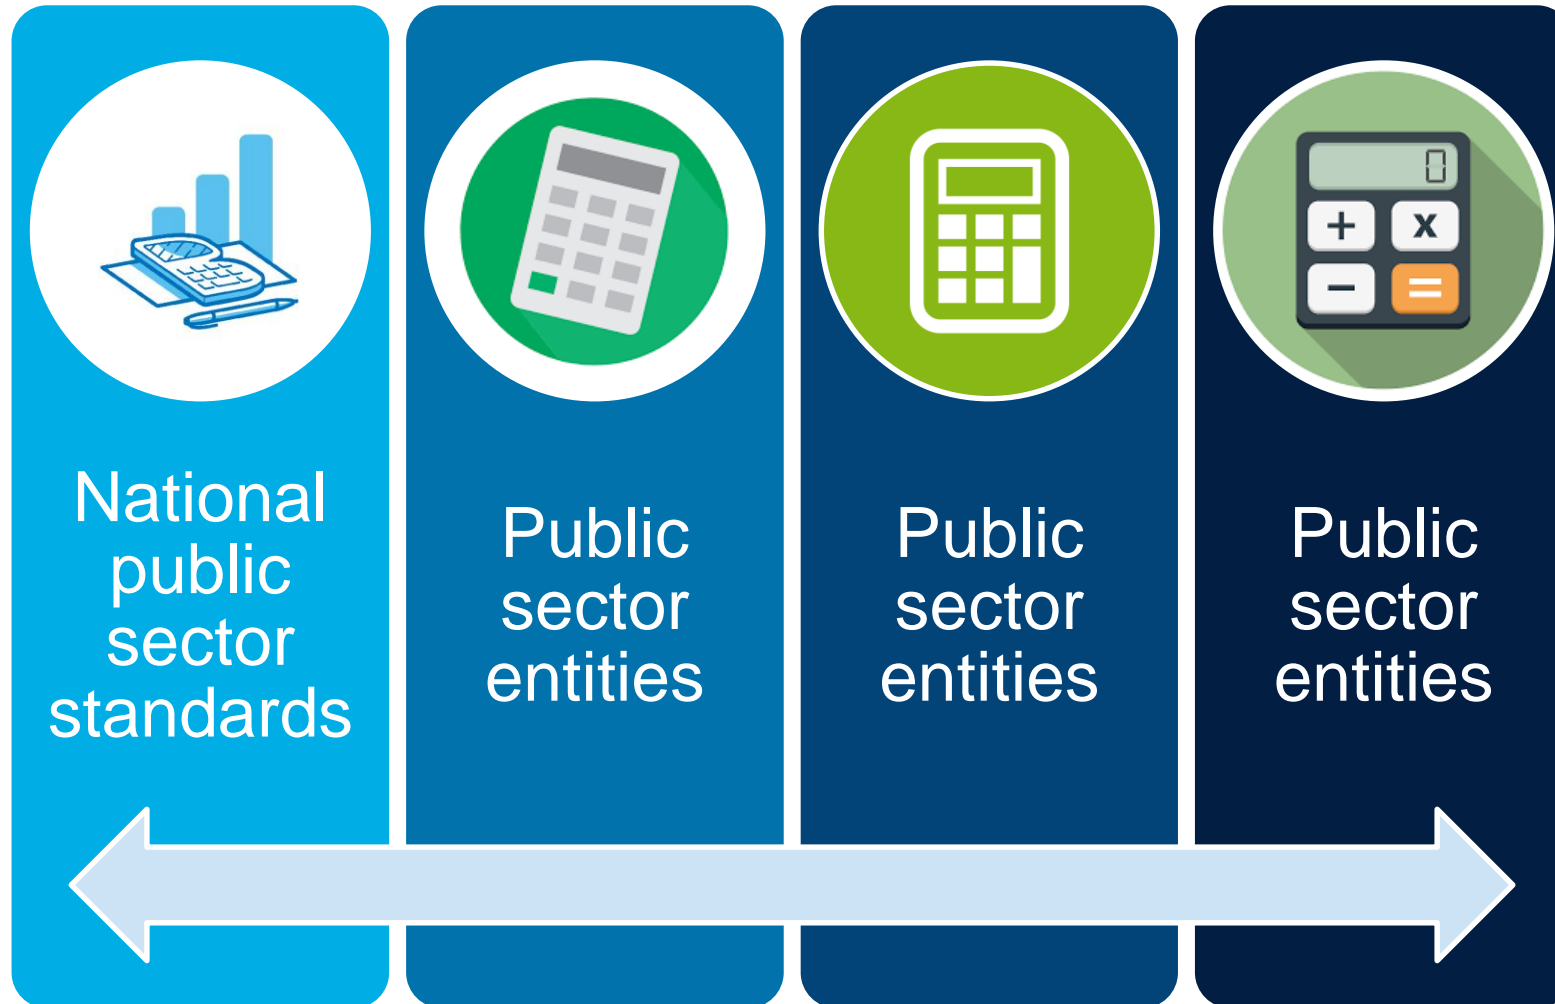 0
+ x
− =
National
public
sector
standards
Public
sector
entities
Public
sector
entities
Public
sector
entities